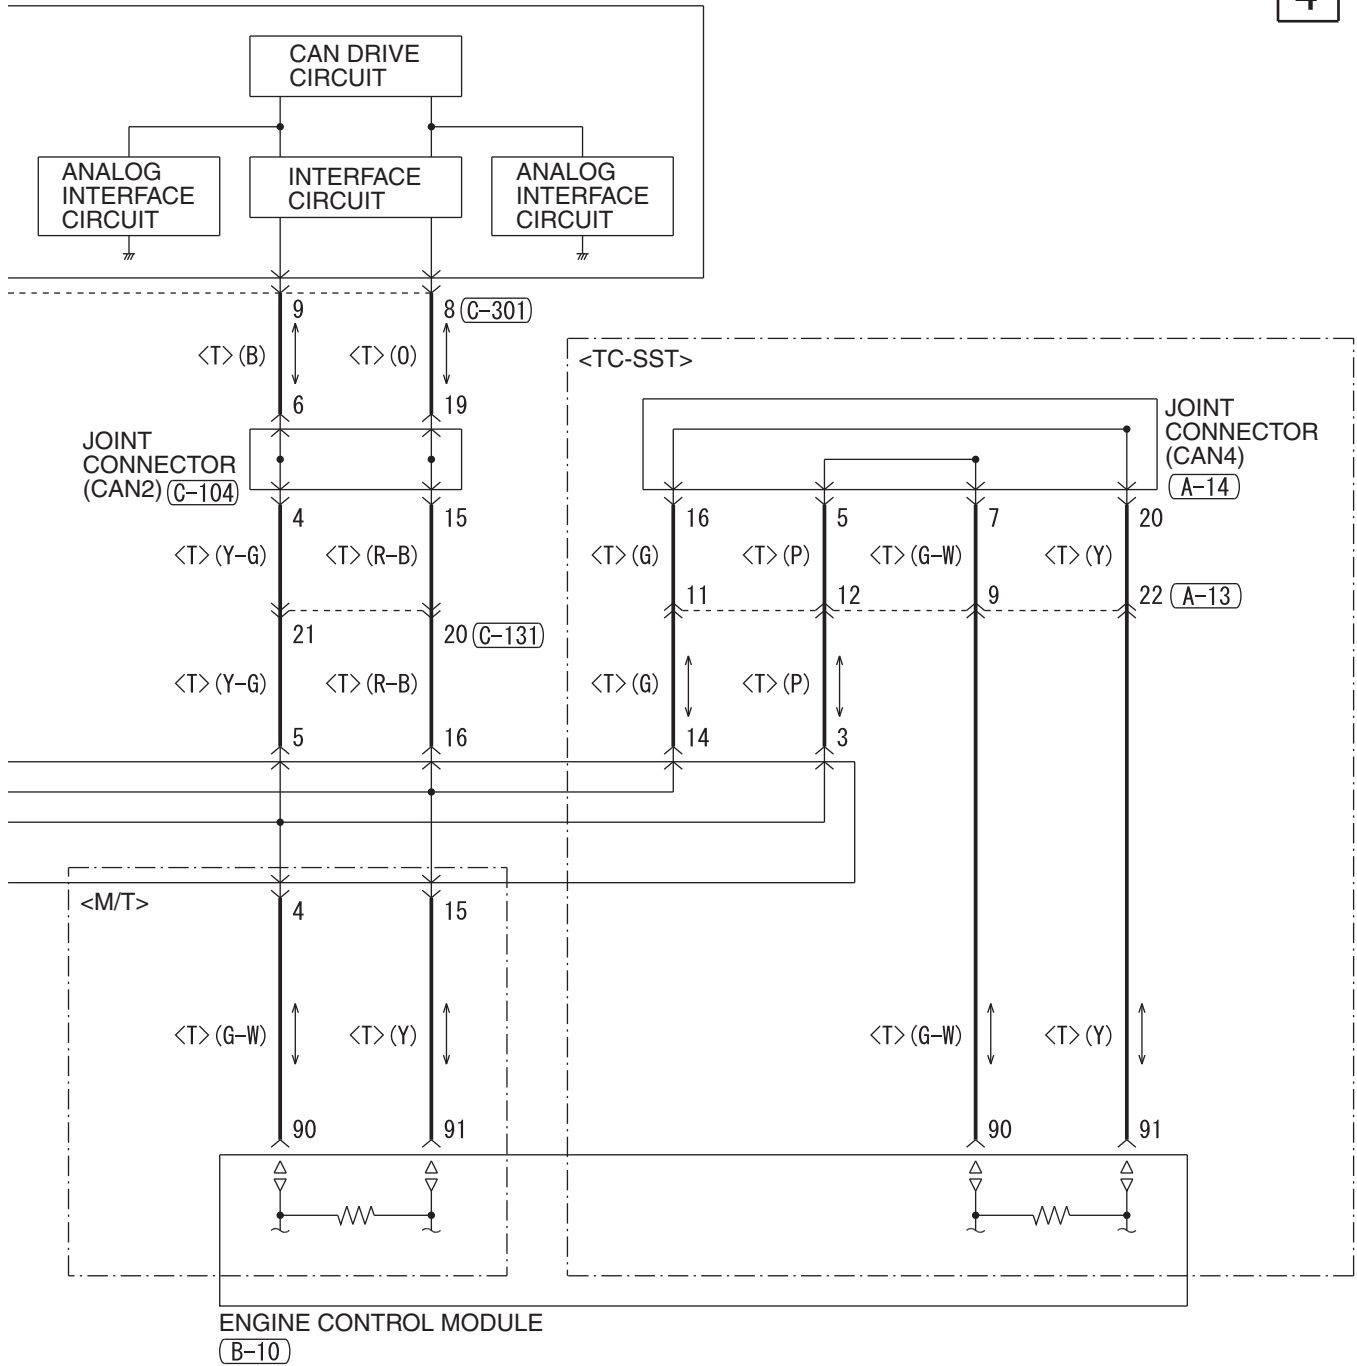 4
CAN DRIVE
CIRCUIT
ANALOG
INTERFACE
CIRCUIT
INTERFACE
CIRCUIT
ANALOG
INTERFACE
CIRCUIT
9
8 C-301
<T>(B)
<T>(O)
6
19
<TC-SST>
JOINT
CONNECTOR
(CAN2) C-104
JOINT
CONNECTOR
(CAN4)
A-14
4
15
16
5
7
20
<T>(Y-G)
<T>(R-B)
<T>(G)
<T>(P)
<T>(G-W)
<T>(Y)
11
12
9
22 A-13
21
20 C-131
<T>(Y-G)
<T>(R-B)
<T>(G)
<T>(P)
5
16
14
3
<M/T>
4
15
<T>(G-W)
<T>(Y)
<T>(G-W)
<T>(Y)
90
91
90
91
ENGINE CONTROL MODULE
B-10